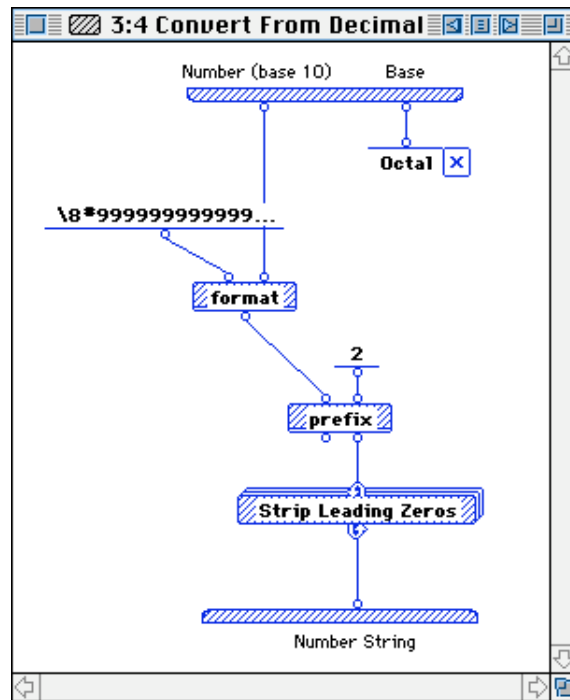 3:4 Convert From Decimal
Number (base 10) Base
Octal
\8#999999999999...
format
2
prefix
Strip Leading Zeros
Number String